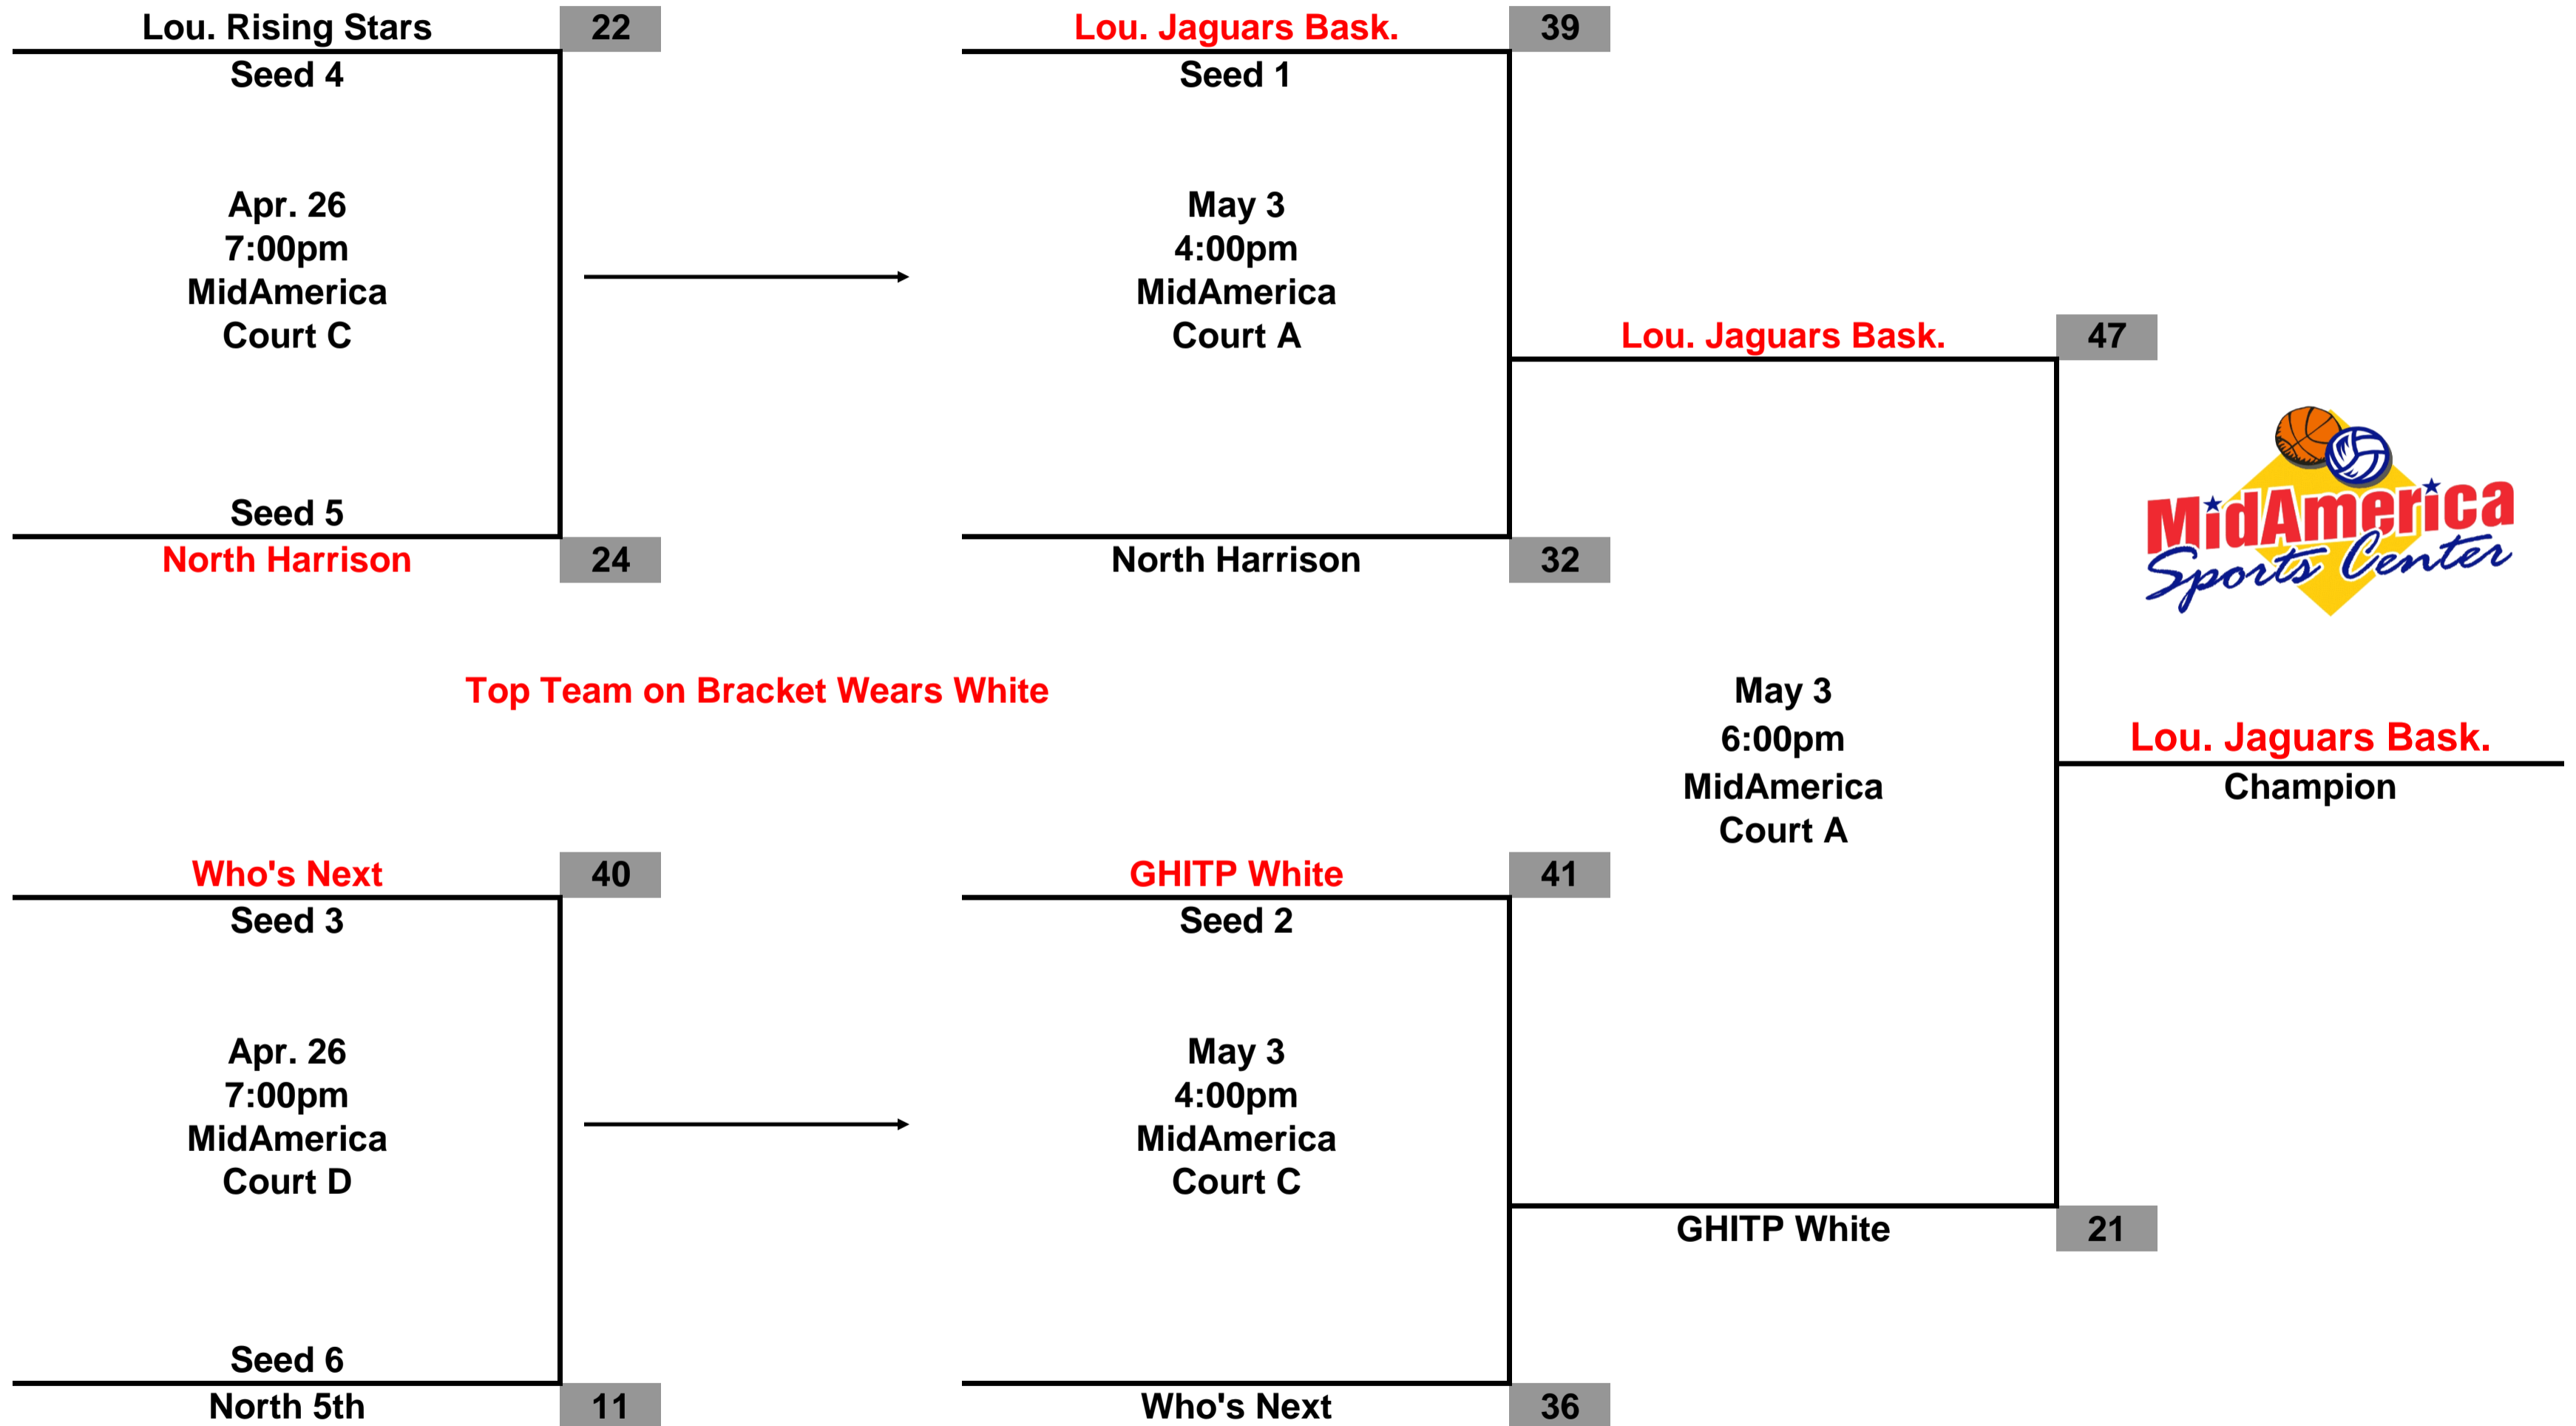 Lou. Rising Stars 22
Seed 4
Apr. 26
7:00pm
MidAmerica
Court C
Seed 5
North Harrison 24
Lou. Jaguars Bask. 39
Seed 1
May 3
4:00pm
MidAmerica
Court A
North Harrison 32
Lou. Jaguars Bask. 47
MidAmerica
Sports Center
Top Team on Bracket Wears White
May 3
6:00pm
MidAmerica
Court A
Lou. Jaguars Bask.
Champion
Who's Next 40
Seed 3
Apr. 26
7:00pm
MidAmerica
Court D
Seed 6
North 5th 11
GHITP White 41
Seed 2
May 3
4:00pm
MidAmerica
Court C
Who's Next 36
GHITP White 21